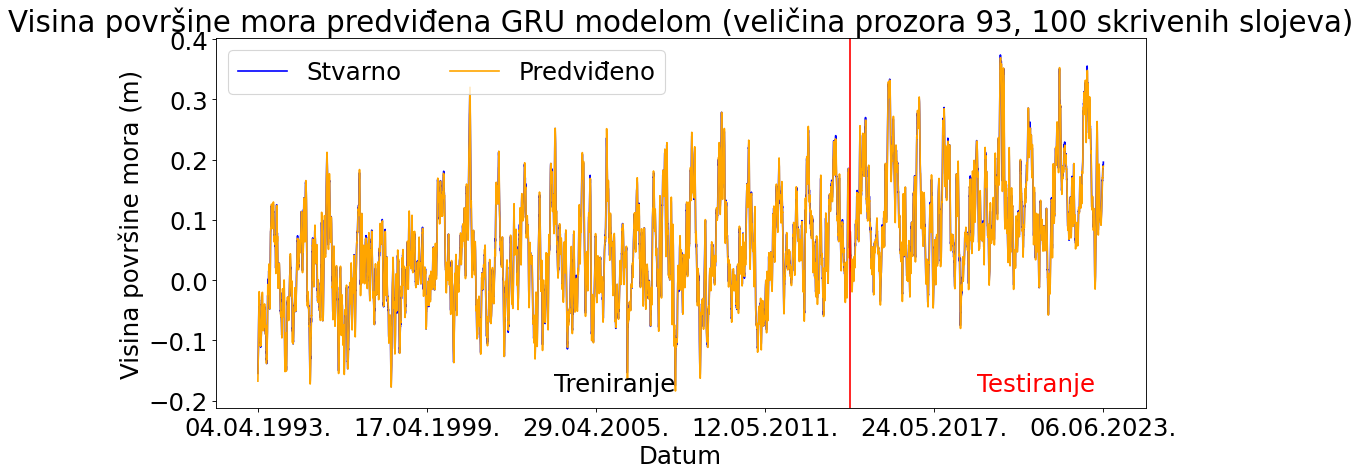 Visina površine mora predviđena GRU modelom (veličina prozora 93, 100 skrivenih slojeva)
Visina površine mora (m)
0.4
0.3
0.2
0.1
0.0
−0.1
−0.2
Stvarno
Predviđeno
Treniranje
Testiranje
04.04.1993.
17.04.1999.
29.04.2005.
12.05.2011.
24.05.2017.
06.06.2023.
Datum